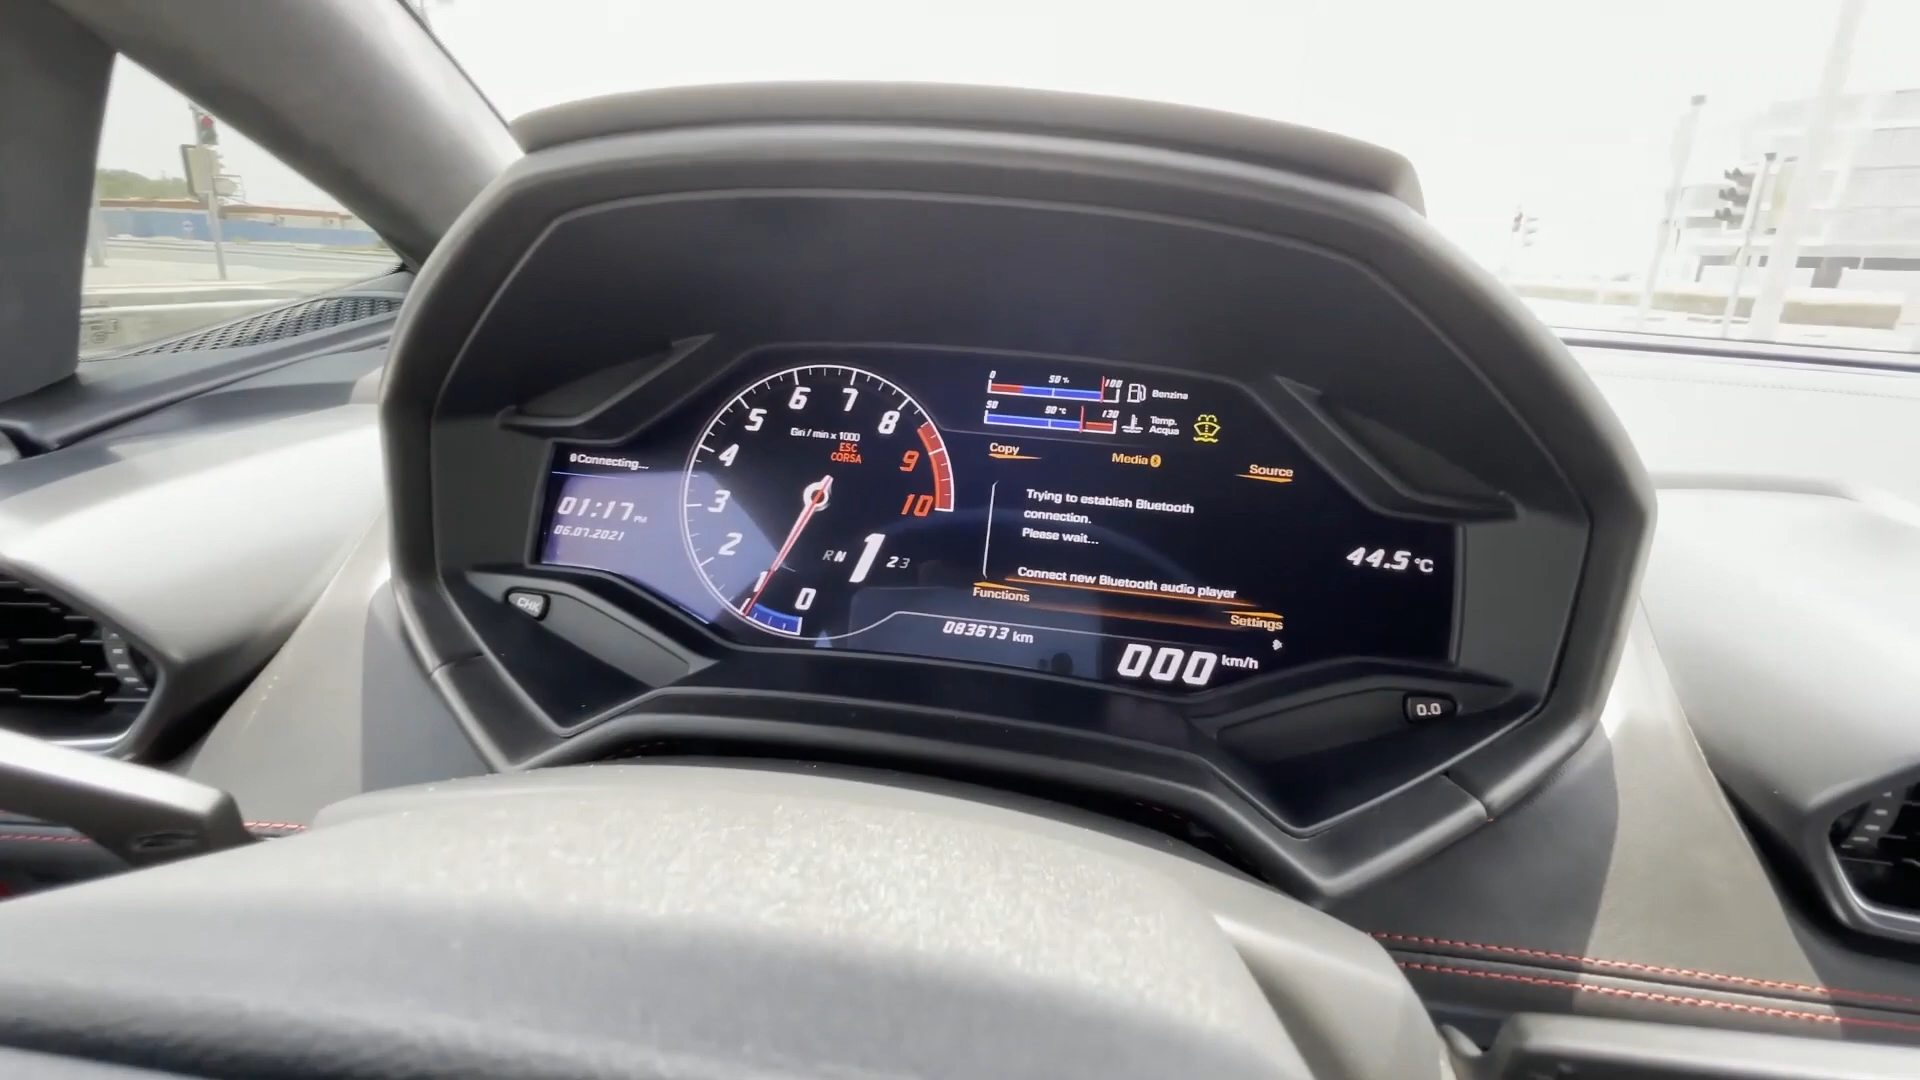 Connecting...
01:17 PM
06.07.2021
Giri / min x 1000
ESC
CORSA
0
1
2
3
4
5
6
7
8
9
10
R N 1 2 3
0 50 % 100
Benzina
50 90 °C 130
Temp.
Acqua
Copy
Media
Source
Trying to establish Bluetooth
connection.
Please wait...
Connect new Bluetooth audio player
Functions
Settings
44.5 °C
083673 km
000 km/h
CHK
0.0